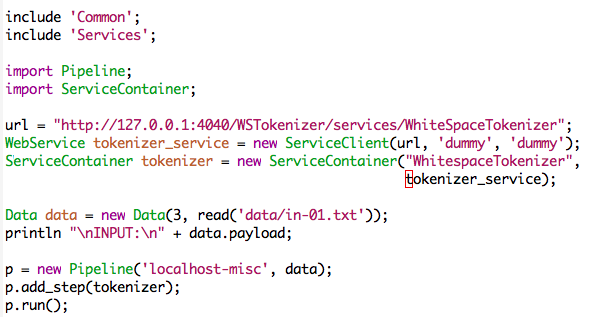 include 'Common';
include 'Services';
import Pipeline;
import ServiceContainer;
url = "http://127.0.0.1:4040/WSTokenizer/services/WhiteSpaceTokenizer";
WebService tokenizer_service = new ServiceClient(url, 'dummy', 'dummy');
ServiceContainer tokenizer = new ServiceContainer("WhitespaceTokenizer",
tokenizer_service);
Data data = new Data(3, read('data/in-01.txt'));
println "\nINPUT:\n" + data.payload;
p = new Pipeline('localhost-misc', data);
p.add_step(tokenizer);
p.run();